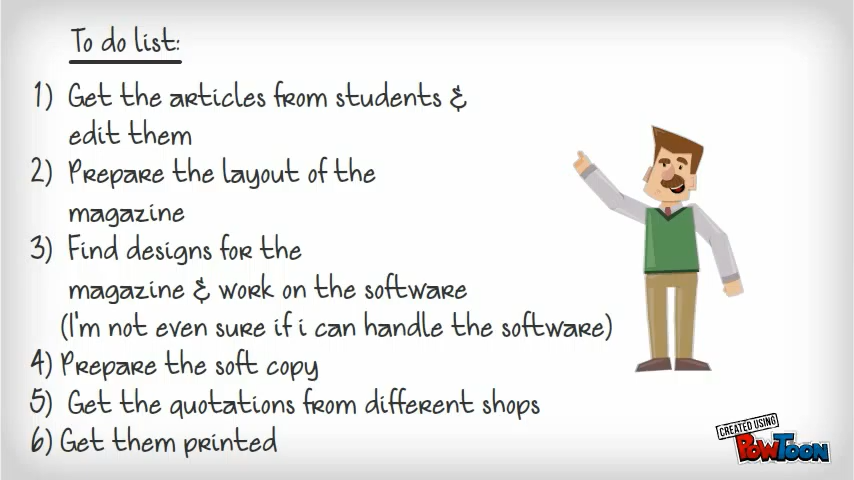 To do list:
1) Get the articles from students &
edit them
2) Prepare the layout of the
magazine
3) Find designs for the
magazine & work on the software
(I'm not even sure if i can handle the software)
4) Prepare the soft copy
5) Get the quotations from different shops
6) Get them printed
CREATED USING
POWTOON